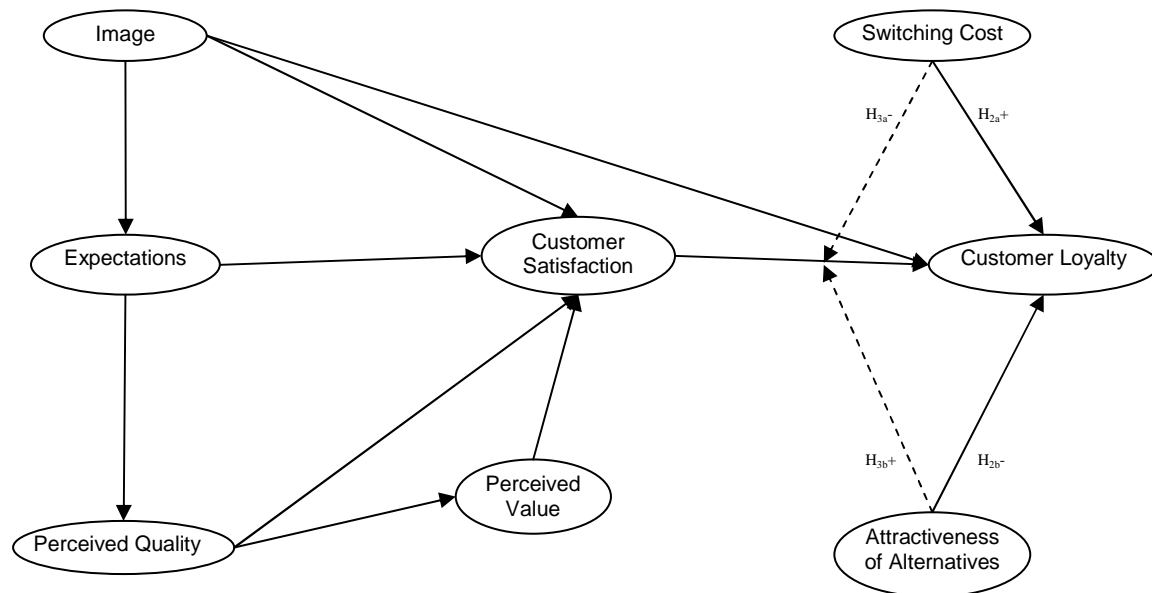 Image
Switching Cost
H3a-
H2a+
Expectations
Customer
Satisfaction
Customer Loyalty
H3b+
H2b-
Perceived
Value
Perceived Quality
Attractiveness
of Alternatives